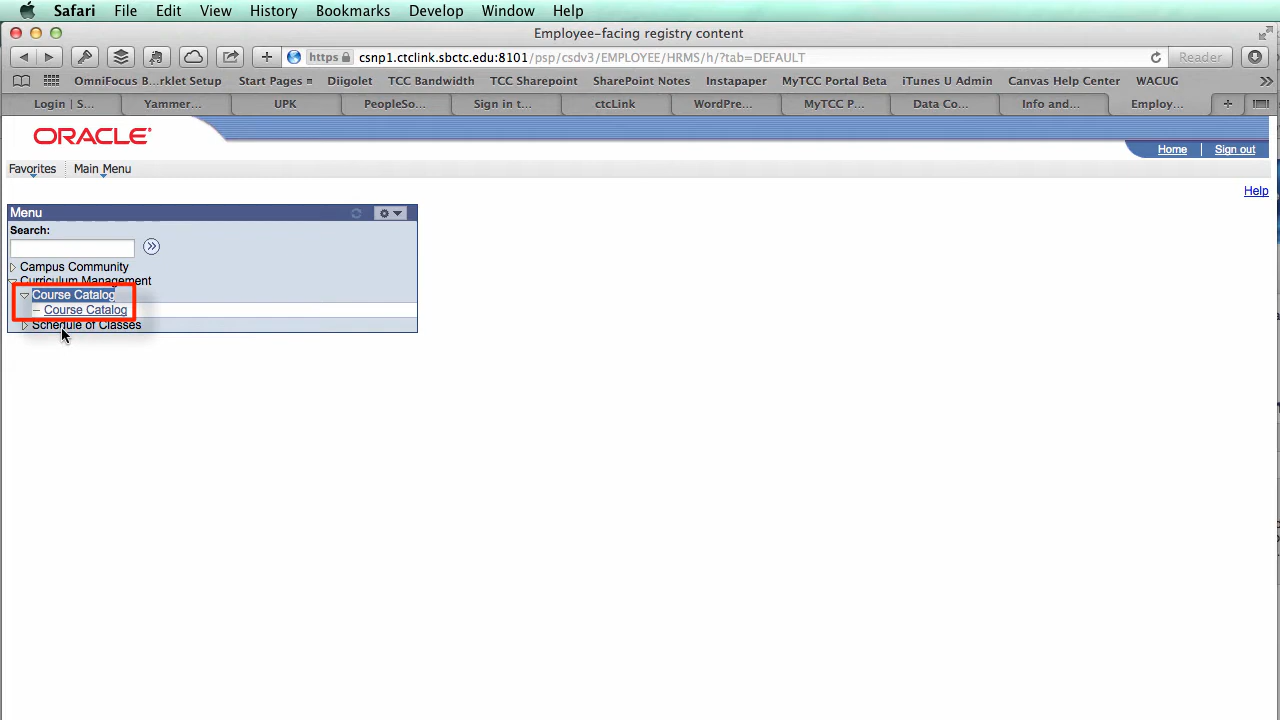 Safari File Edit View History Bookmarks Develop Window Help
Employee-facing registry content
https csnp1.ctclink.sbctc.edu:8101/psp/csdv3/EMPLOYEE/HRMS/h/?tab=DEFAULT Reader
OmniFocus B...rklet Setup Start Pages Diigolet TCC Bandwidth TCC Sharepoint SharePoint Notes Instapaper MyTCC Portal Beta iTunes U Admin Canvas Help Center WACUG
Login | S... Yammer... UPK PeopleSo... Sign in t... ctcLink WordPre... MyTCC P... Data Co... Info and... Employ...
ORACLE
Home Sign out
Favorites Main Menu
Help
Menu
Search:
Campus Community
Curriculum Management
Course Catalog
Course Catalog
Schedule of Classes